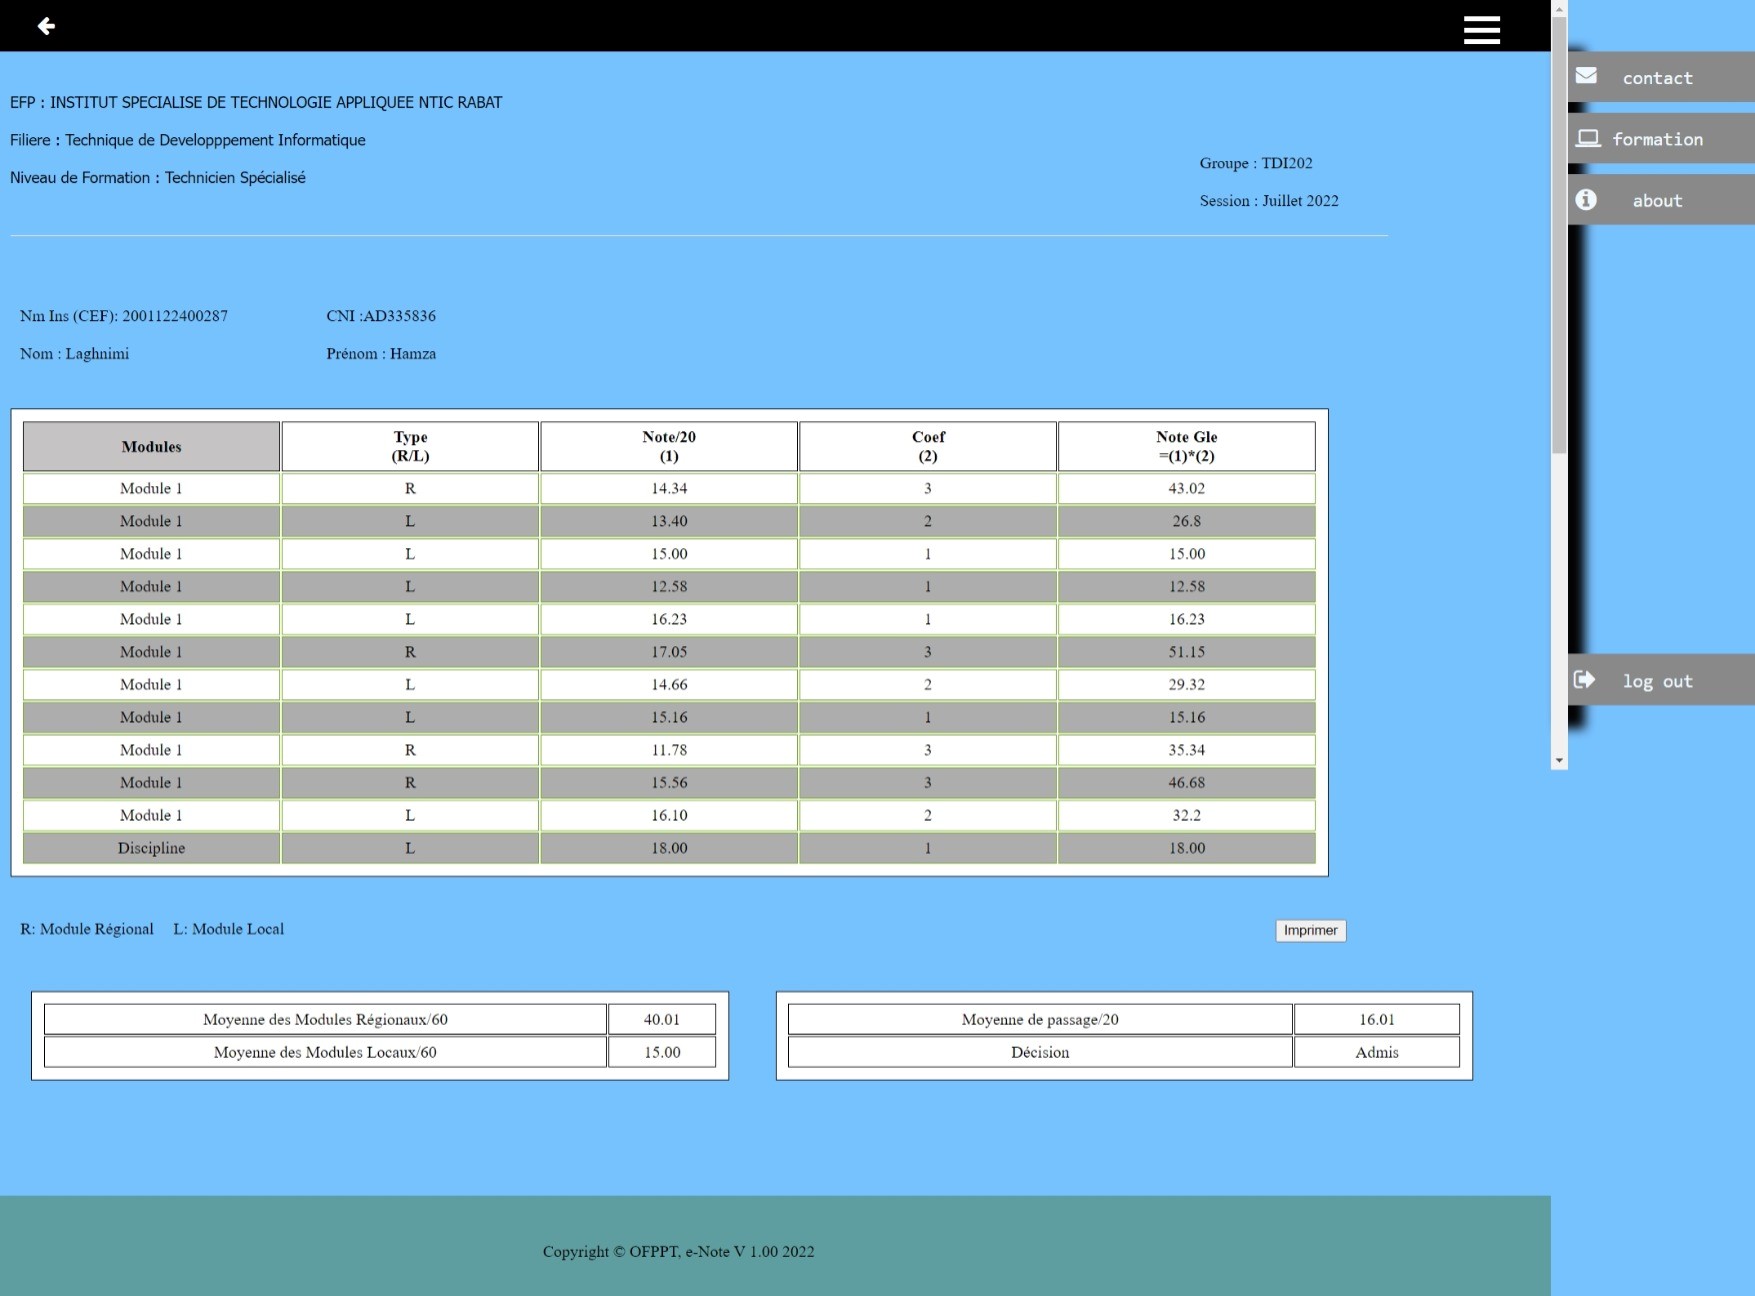 EFP : INSTITUT SPECIALISE DE TECHNOLOGIE APPLIQUEE NTIC RABAT
Filiere : Technique de Developppement Informatique
Niveau de Formation : Technicien Spécialisé
Groupe : TDI202
Session : Juillet 2022
contact
formation
about
log out
Nm Ins (CEF): 2001122400287 CNI :AD335836
Nom : Laghnimi Prénom : Hamza
Modules Type (R/L) Note/20 (1) Coef (2) Note Gle =(1)*(2)
Module 1 R 14.34 3 43.02
Module 1 L 13.40 2 26.8
Module 1 L 15.00 1 15.00
Module 1 L 12.58 1 12.58
Module 1 L 16.23 1 16.23
Module 1 R 17.05 3 51.15
Module 1 L 14.66 2 29.32
Module 1 L 15.16 1 15.16
Module 1 R 11.78 3 35.34
Module 1 R 15.56 3 46.68
Module 1 L 16.10 2 32.2
Discipline L 18.00 1 18.00
R: Module Régional L: Module Local
Imprimer
Moyenne des Modules Régionaux/60 40.01
Moyenne des Modules Locaux/60 15.00
Moyenne de passage/20 16.01
Décision Admis
Copyright © OFPPT, e-Note V 1.00 2022